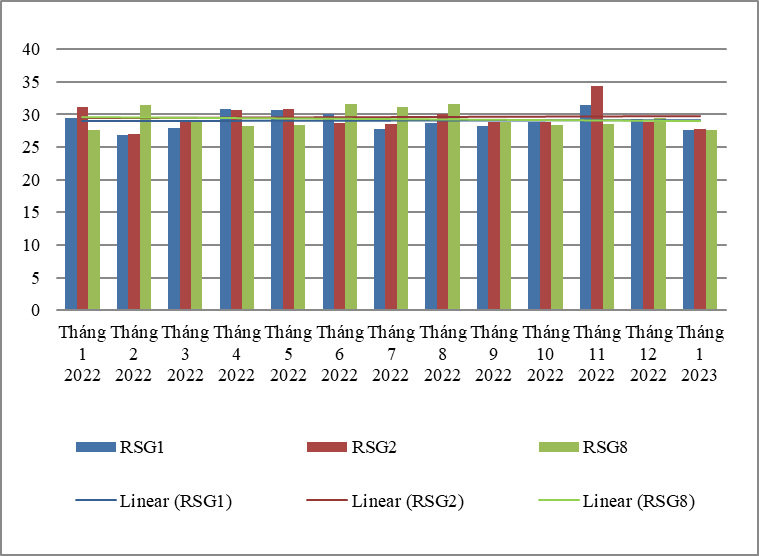 40
35
30
25
20
15
10
5
0
Tháng Tháng Tháng Tháng Tháng Tháng Tháng Tháng Tháng Tháng Tháng Tháng Tháng
1 2 3 4 5 6 7 8 9 10 11 12 1
2022 2022 2022 2022 2022 2022 2022 2022 2022 2022 2022 2022 2023
RSG1 RSG2 RSG8
Linear (RSG1) Linear (RSG2) Linear (RSG8)